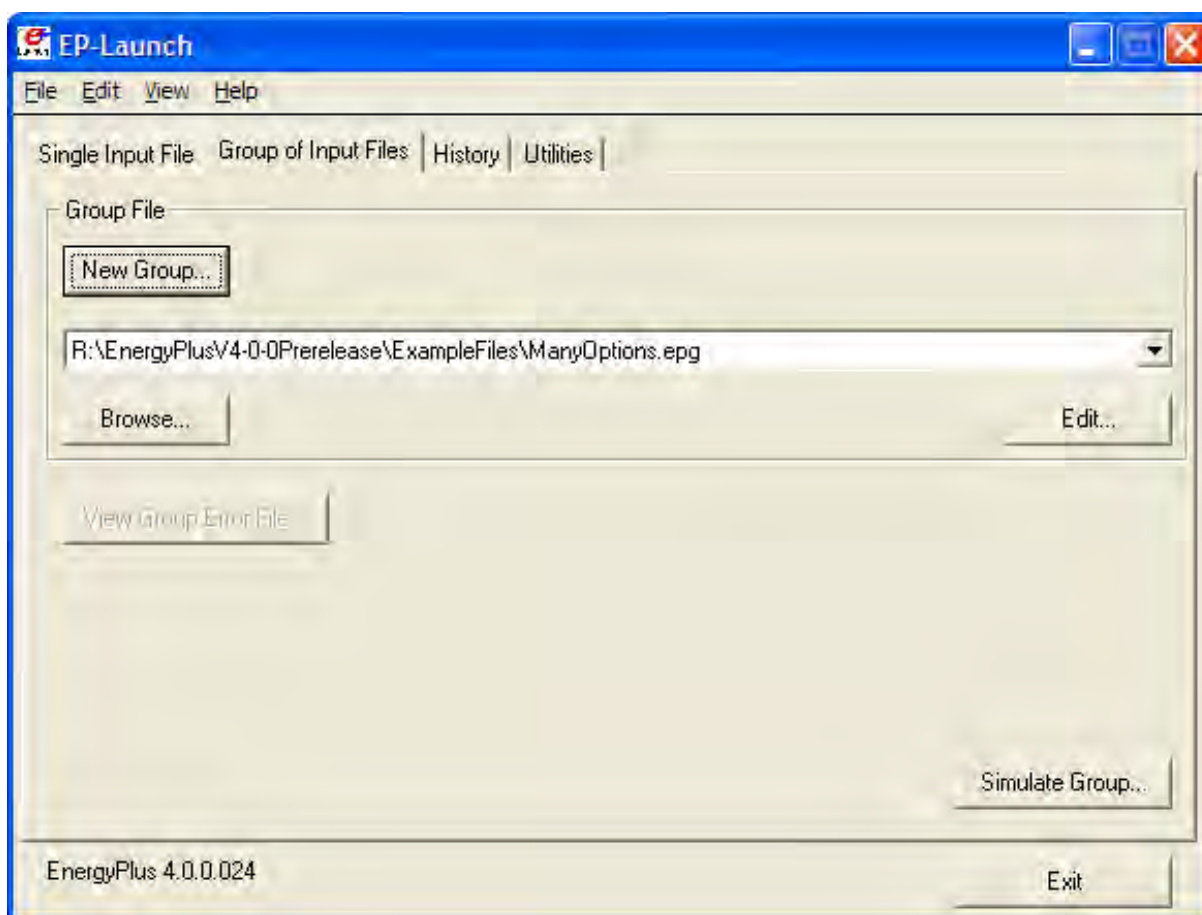 EP-Launch
File Edit View Help
Single Input File Group of Input Files History Utilities
Group File
New Group...
R:\EnergyPlusV4-0-0Prerelease\ExampleFiles\ManyOptions.epg
Browse... Edit...
View Group Error File
Simulate Group...
EnergyPlus 4.0.0.024 Exit